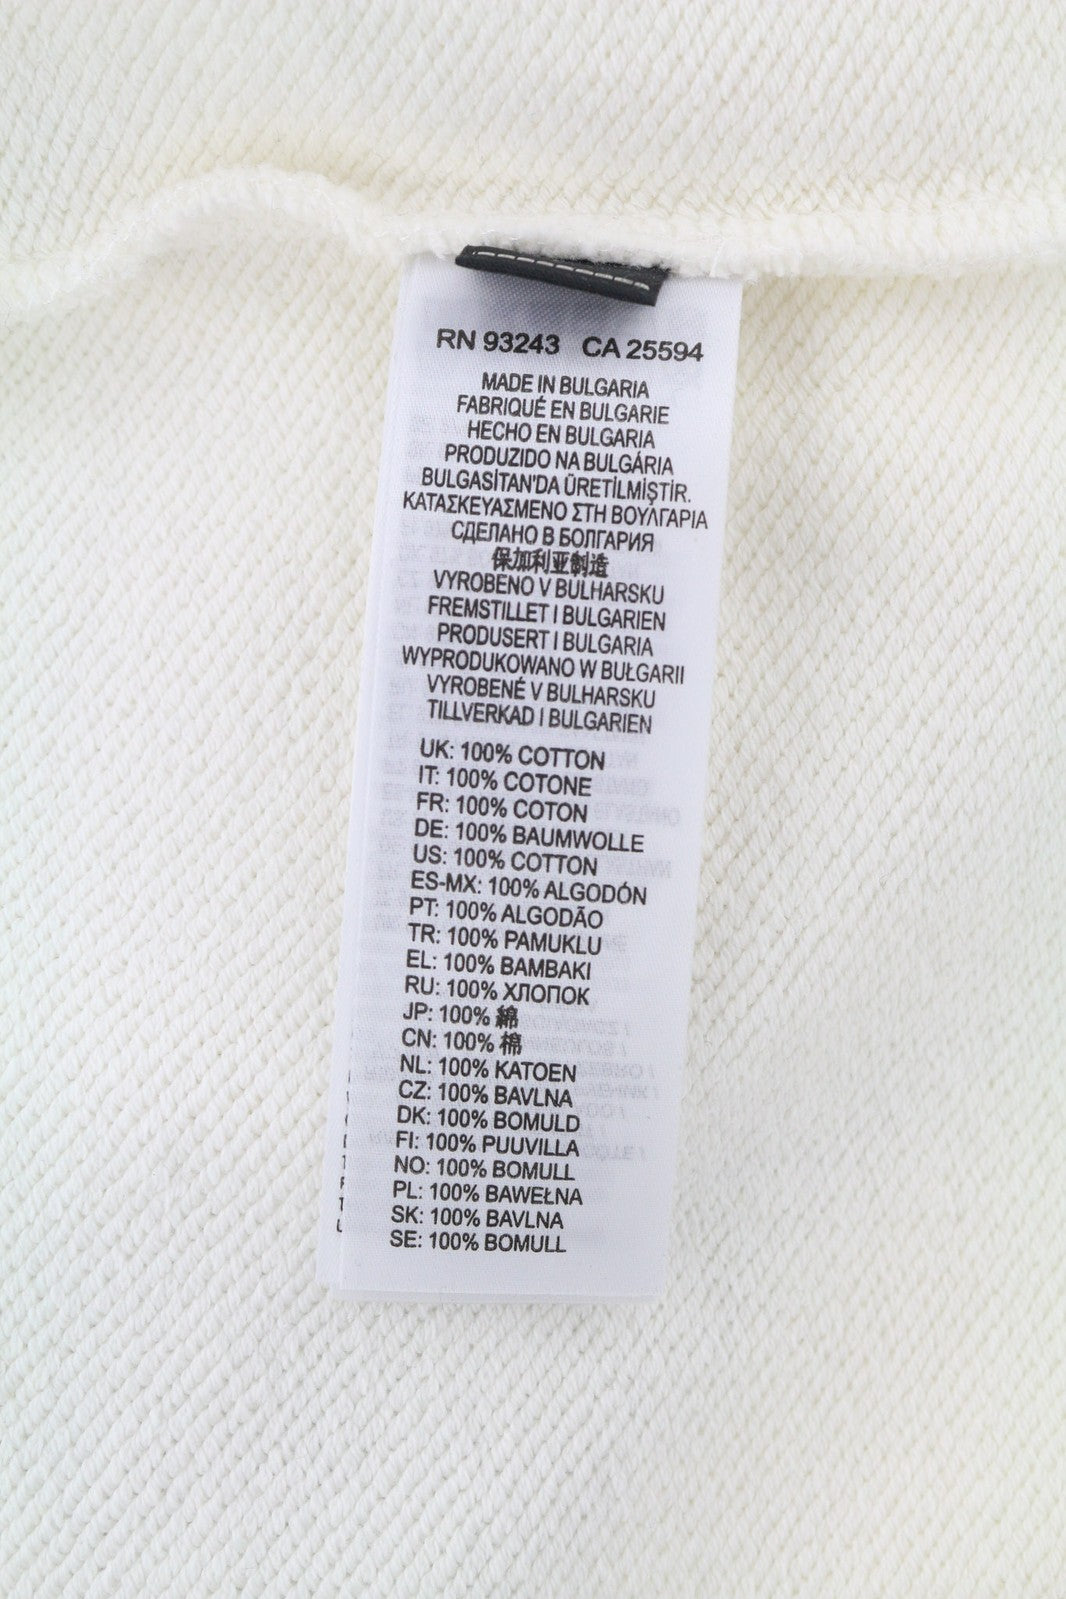 RN 93243 CA 25594
MADE IN BULGARIA
FABRIQUÉ EN BULGARIE
HECHO EN BULGARIA
PRODUZIDO NA BULGÁRIA
BULGASİTAN'DA ÜRETİLMİŞTİR.
ΚΑΤΑΣΚΕΥΑΣΜΕΝΟ ΣΤΗ ΒΟΥΛΓΑΡΙΑ
СДЕЛАНО В БОЛГАРИЯ
保加利亚制造
VYROBENO V BULHARSKU
FREMSTILLET I BULGARIEN
PRODUSERT I BULGARIA
WYPRODUKOWANO W BUŁGARII
VYROBENÉ V BULHARSKU
TILLVERKAD I BULGARIEN
UK: 100% COTTON
IT: 100% COTONE
FR: 100% COTON
DE: 100% BAUMWOLLE
US: 100% COTTON
ES-MX: 100% ALGODÓN
PT: 100% ALGODÃO
TR: 100% PAMUKLU
EL: 100% BAMBAKI
RU: 100% ХЛОПОК
JP: 100% 綿
CN: 100% 棉
NL: 100% KATOEN
CZ: 100% BAVLNA
DK: 100% BOMULD
FI: 100% PUUVILLA
NO: 100% BOMULL
PL: 100% BAWEŁNA
SK: 100% BAVLNA
SE: 100% BOMULL